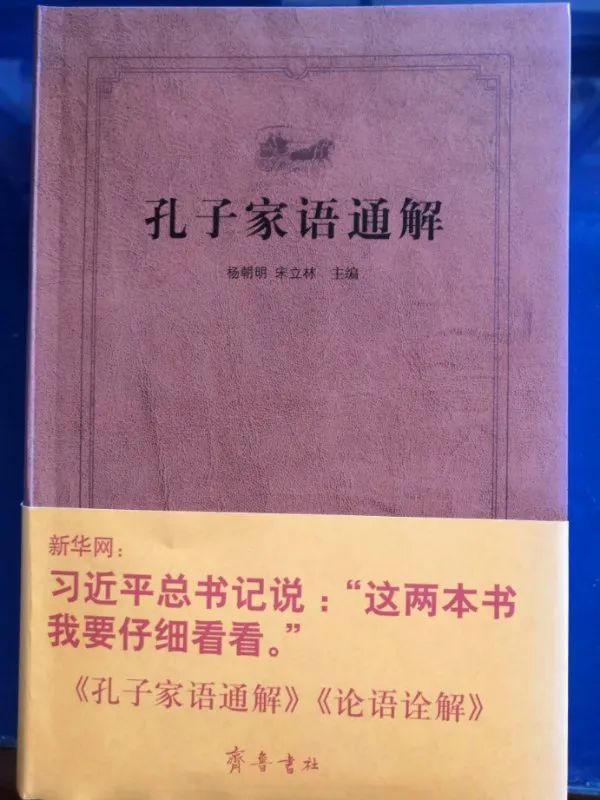 孔子家语通解
杨朝明 宋立林 主编
新华网：
习近平总书记说：“这两本书
我要仔细看看。”
《孔子家语通解》《论语诠解》
齊鲁書社